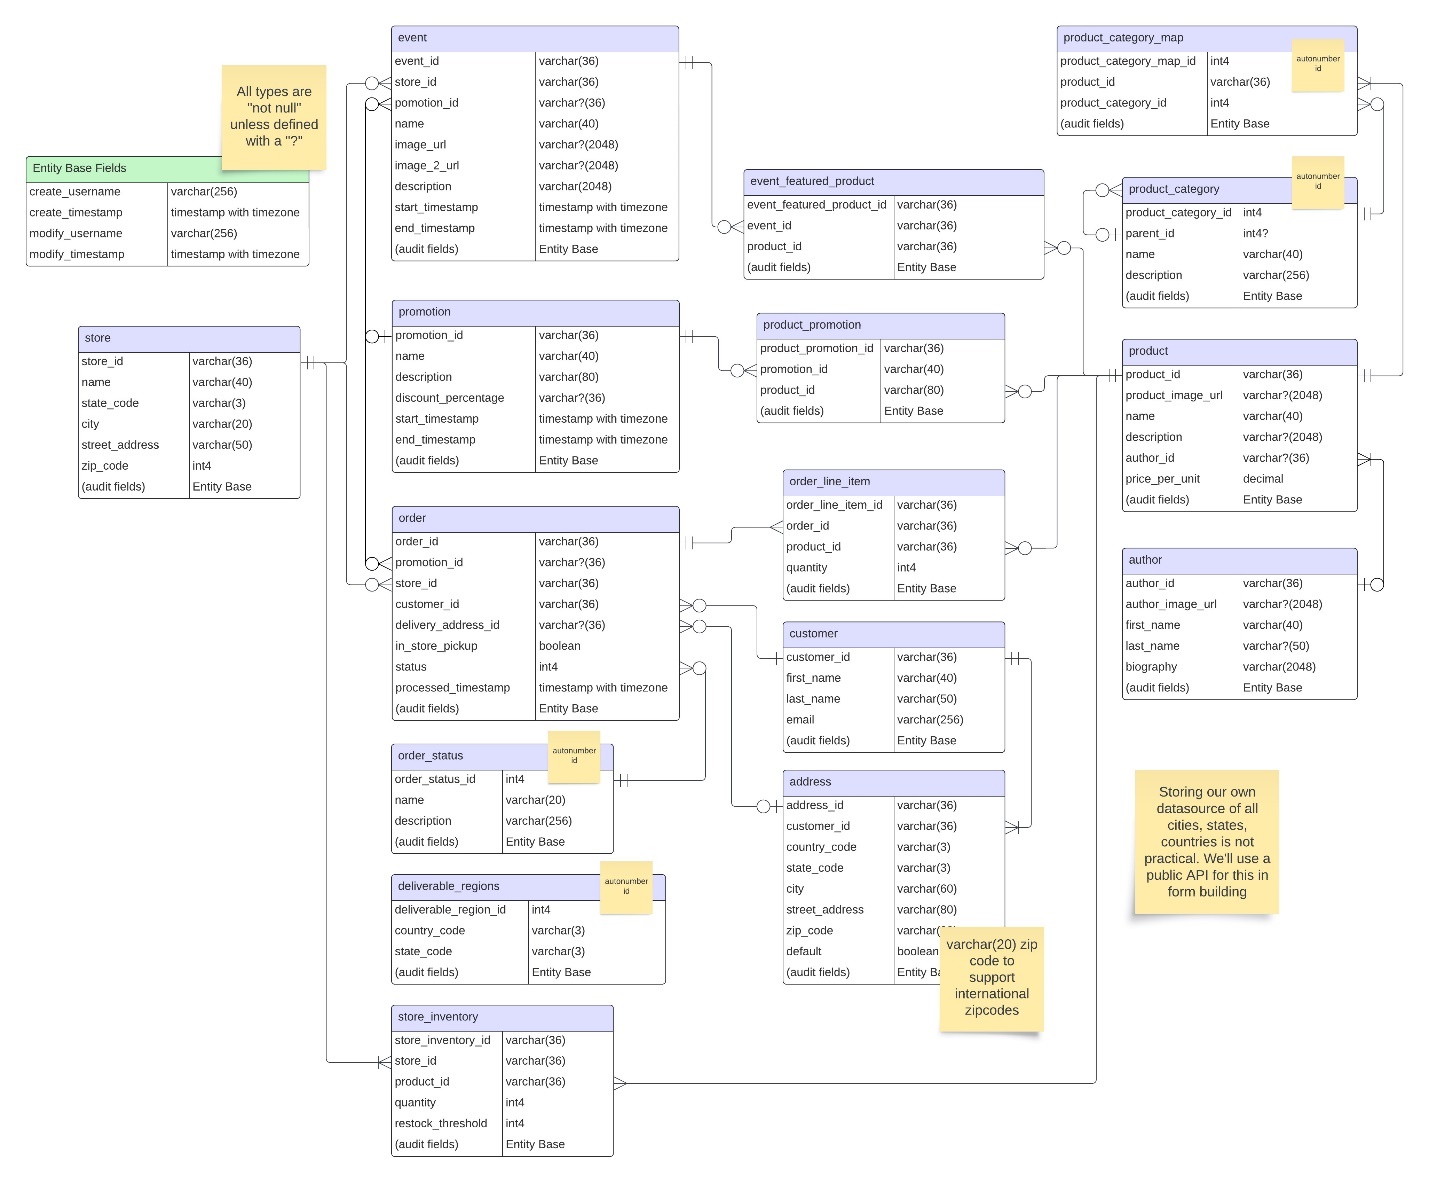 All types are
"not null"
unless defined
with a "?"
Entity Base Fields
create_username varchar(256)
create_timestamp timestamp with timezone
modify_username varchar(256)
modify_timestamp timestamp with timezone
store
store_id varchar(36)
name varchar(40)
state_code varchar(3)
city varchar(20)
street_address varchar(50)
zip_code int4
(audit fields) Entity Base
event
event_id varchar(36)
store_id varchar(36)
pomotion_id varchar?(36)
name varchar(40)
image_url varchar?(2048)
image_2_url varchar?(2048)
description varchar(2048)
start_timestamp timestamp with timezone
end_timestamp timestamp with timezone
(audit fields) Entity Base
promotion
promotion_id varchar(36)
name varchar(40)
description varchar(80)
discount_percentage varchar?(36)
start_timestamp timestamp with timezone
end_timestamp timestamp with timezone
(audit fields) Entity Base
order
order_id varchar(36)
promotion_id varchar?(36)
store_id varchar(36)
customer_id varchar(36)
delivery_address_id varchar?(36)
in_store_pickup boolean
status int4
processed_timestamp timestamp with timezone
(audit fields) Entity Base
order_status
autonumber
id
order_status_id int4
name varchar(20)
description varchar(256)
(audit fields) Entity Base
deliverable_regions
autonumber
id
deliverable_region_id int4
country_code varchar(3)
state_code varchar(3)
(audit fields) Entity Base
store_inventory
store_inventory_id varchar(36)
store_id varchar(36)
product_id varchar(36)
quantity int4
restock_threshold int4
(audit fields) Entity Base
event_featured_product
event_featured_product_id varchar(36)
event_id varchar(36)
product_id varchar(36)
(audit fields) Entity Base
product_promotion
product_promotion_id varchar(36)
promotion_id varchar(40)
product_id varchar(80)
(audit fields) Entity Base
order_line_item
order_line_item_id varchar(36)
order_id varchar(36)
product_id varchar(36)
quantity int4
(audit fields) Entity Base
customer
customer_id varchar(36)
first_name varchar(40)
last_name varchar(50)
email varchar(256)
(audit fields) Entity Base
address
address_id varchar(36)
customer_id varchar(36)
country_code varchar(3)
state_code varchar(3)
city varchar(60)
street_address varchar(80)
zip_code
default boolean
(audit fields) Entity
varchar(20) zip
code to
support
international
zipcodes
product_category_map
autonumber
id
product_category_map_id int4
product_id varchar(36)
product_category_id int4
(audit fields) Entity Base
product_category
autonumber
id
product_category_id int4
parent_id int4?
name varchar(40)
description varchar(256)
(audit fields) Entity Base
product
product_id varchar(36)
product_image_url varchar?(2048)
name varchar(40)
description varchar?(2048)
author_id varchar?(36)
price_per_unit decimal
(audit fields) Entity Base
author
author_id varchar(36)
author_image_url varchar?(2048)
first_name varchar(40)
last_name varchar?(50)
biography varchar(2048)
(audit fields) Entity Base
Storing our own
datasource of all
cities, states,
countries is not
practical. We'll use a
public API for this in
form building